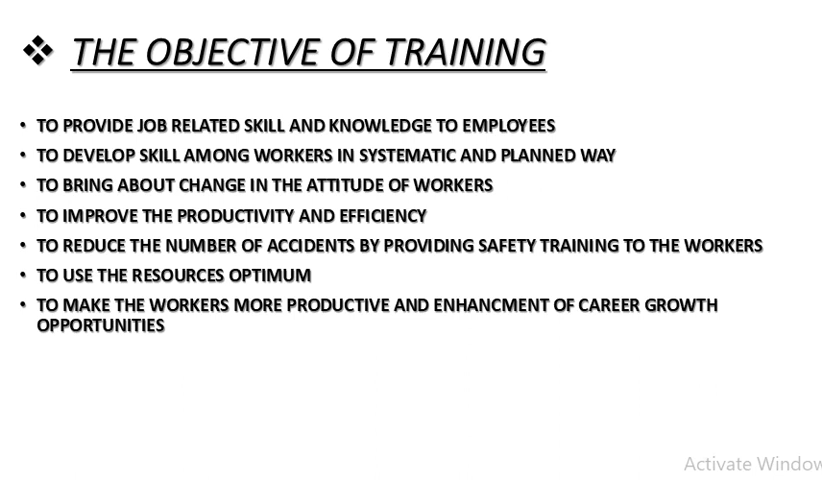 ❖ THE OBJECTIVE OF TRAINING
• TO PROVIDE JOB RELATED SKILL AND KNOWLEDGE TO EMPLOYEES
• TO DEVELOP SKILL AMONG WORKERS IN SYSTEMATIC AND PLANNED WAY
• TO BRING ABOUT CHANGE IN THE ATTITUDE OF WORKERS
• TO IMPROVE THE PRODUCTIVITY AND EFFICIENCY
• TO REDUCE THE NUMBER OF ACCIDENTS BY PROVIDING SAFETY TRAINING TO THE WORKERS
• TO USE THE RESOURCES OPTIMUM
• TO MAKE THE WORKERS MORE PRODUCTIVE AND ENHANCMENT OF CAREER GROWTH
OPPORTUNITIES
Activate Window